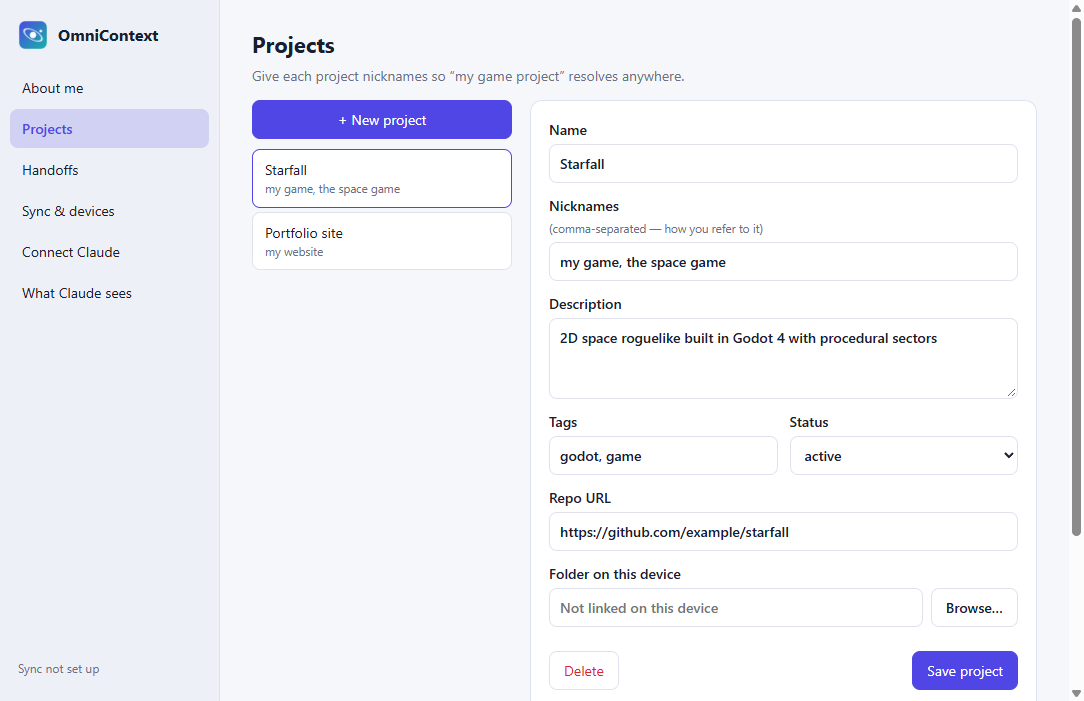 OmniContext
About me
Projects
Handoffs
Sync & devices
Connect Claude
What Claude sees
Sync not set up
Projects
Give each project nicknames so “my game project” resolves anywhere.
+ New project
Starfall
my game, the space game
Portfolio site
my website
Name
Starfall
Nicknames
(comma-separated — how you refer to it)
my game, the space game
Description
2D space roguelike built in Godot 4 with procedural sectors
Tags
Status
godot, game
active
Repo URL
https://github.com/example/starfall
Folder on this device
Not linked on this device
Browse...
Delete
Save project